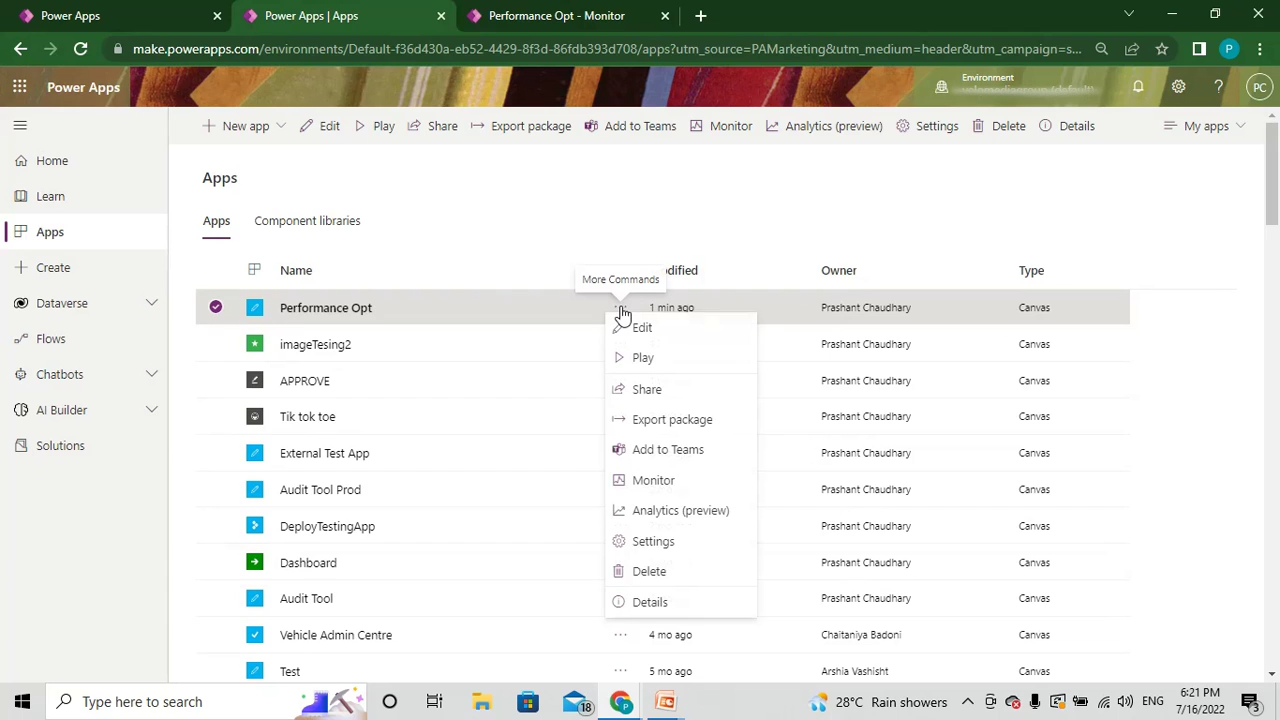 Power Apps
Power Apps | Apps
Performance Opt - Monitor
make.powerapps.com/environments/Default-f36d430a-eb52-4429-8f3d-86fdb393d708/apps?utm_source=PAMarketing&utm_medium=header&utm_campaign=s...
P
Power Apps
Environment
PC
New app
Edit
Play
Share
Export package
Add to Teams
Monitor
Analytics (preview)
Settings
Delete
Details
My apps
Home
Learn
Apps
Create
Dataverse
Flows
Chatbots
AI Builder
Solutions
Apps
Apps
Component libraries
More Commands
Name
Owner
Type
Performance Opt 1 min ago Prashant Chaudhary Canvas
imageTesing2 Prashant Chaudhary Canvas
APPROVE Prashant Chaudhary Canvas
Tik tok toe Prashant Chaudhary Canvas
External Test App Prashant Chaudhary Canvas
Audit Tool Prod Prashant Chaudhary Canvas
DeployTestingApp Prashant Chaudhary Canvas
Dashboard Prashant Chaudhary Canvas
Audit Tool Prashant Chaudhary Canvas
Vehicle Admin Centre 4 mo ago Chaitaniya Badoni Canvas
Test 5 mo ago Arshia Vashisht Canvas
Edit
Play
Share
Export package
Add to Teams
Monitor
Analytics (preview)
Settings
Delete
Details
Type here to search
18
28°C Rain showers
ENG
6:21 PM
7/16/2022
3